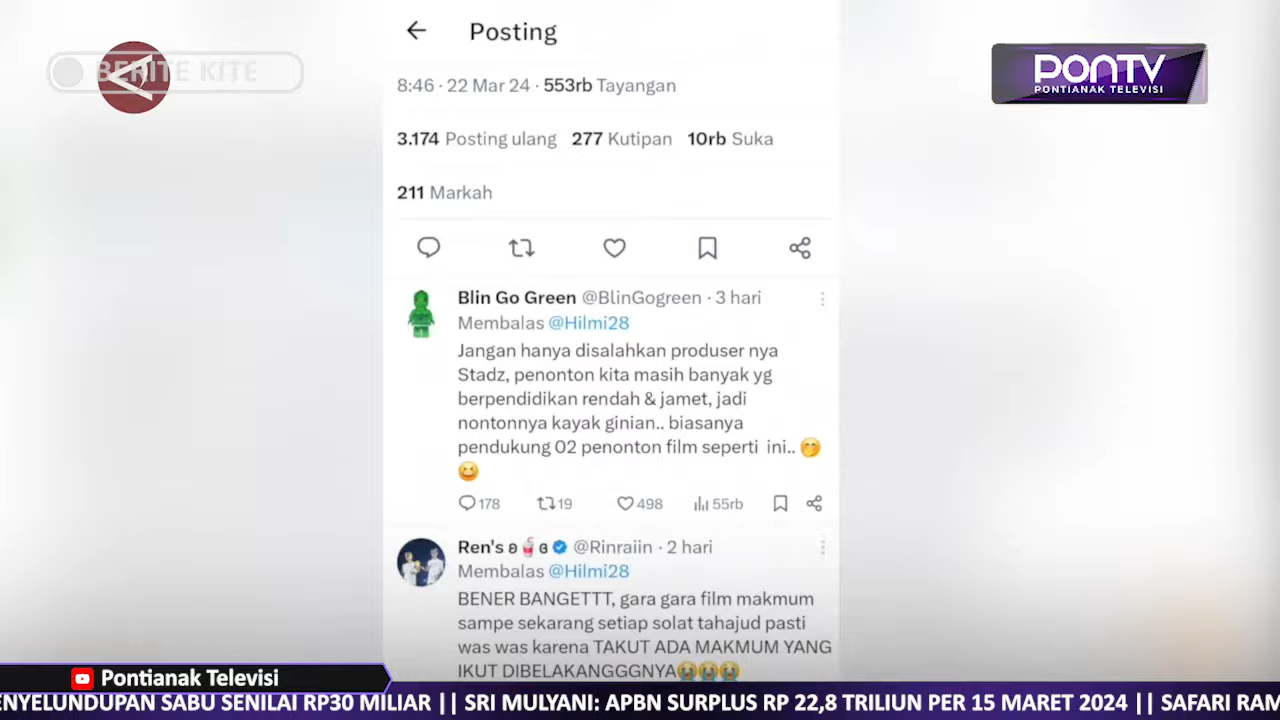 Posting
BERITE KITE
PONTV
PONTIANAK TELEVISI
8:46 · 22 Mar 24 · 553rb Tayangan
3.174 Posting ulang 277 Kutipan 10rb Suka
211 Markah
Blin Go Green @BlinGogreen · 3 hari
Membalas @Hilmi28
Jangan hanya disalahkan produser nya
Stadz, penonton kita masih banyak yg
berpendidikan rendah & jamet, jadi
nontonnya kayak ginian.. biasanya
pendukung 02 penonton film seperti ini.. 🤭
😆
178 19 498 55rb
Ren's ʚ🥤ɞ @Rinraiin · 2 hari
Membalas @Hilmi28
BENER BANGETTT, gara gara film makmum
sampe sekarang setiap solat tahajud pasti
was was karena TAKUT ADA MAKMUM YANG
IKUT DIBELAKANGGGNYA😭😭😭
Pontianak Televisi
ENYELUNDUPAN SABU SENILAI RP30 MILIAR || SRI MULYANI: APBN SURPLUS RP 22,8 TRILIUN PER 15 MARET 2024 || SAFARI RAM